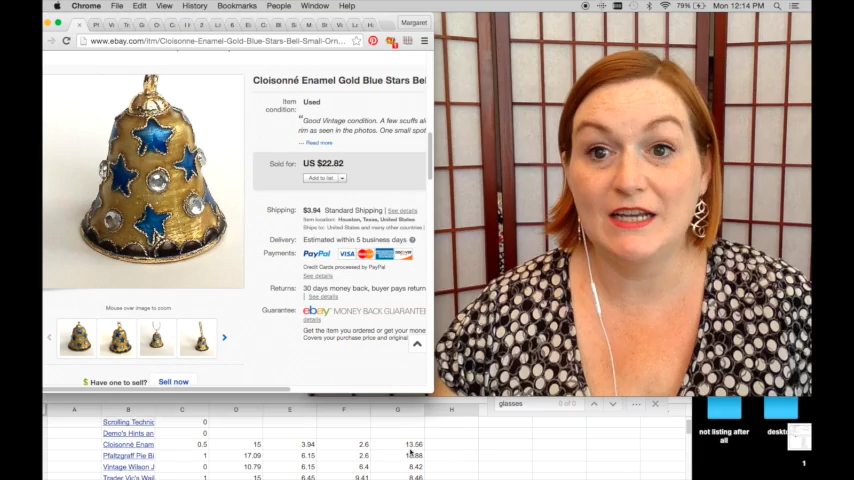 Chrome File Edit View History Bookmarks People Window Help 79% Mon 12:14 PM
Margaret
www.ebay.com/itm/Cloisonne-Enamel-Gold-Blue-Stars-Bell-Small-Orn...
Cloisonné Enamel Gold Blue Stars Bel
Item condition: Used
"Good Vintage condition. A few scuffs al
rim as seen in the photos. One small spot
... Read more
Sold for: US $22.82
Add to list
Shipping: $3.94 Standard Shipping | See details
Item location: Houston, Texas, United States
Ships to: United States and many other countries
Delivery: Estimated within 5 business days
Payments: PayPal VISA
Credit Cards processed by PayPal
See details
Returns: 30 days money back, buyer pays return
| See details
Guarantee: ebay MONEY BACK GUARANTEE
details
Get the item you ordered or get your mone
Covers your purchase price and original
Mouse over image to zoom
$ Have one to sell? Sell now
glasses 0 of 0
A B C D E F G H
Scrolling Technic 0
Demo's Hints an 0
Cloisonné Enam 0.5 15 3.94 2.6 13.56
Pfaltzgraff Pie Bi 1 17.09 6.15 2.6
Vintage Wilson J 0 10.79 6.15 6.4 8.42
Trader Vic's Wall 1 15 6.45 9.41 8.46
not listing after all
deskto
1